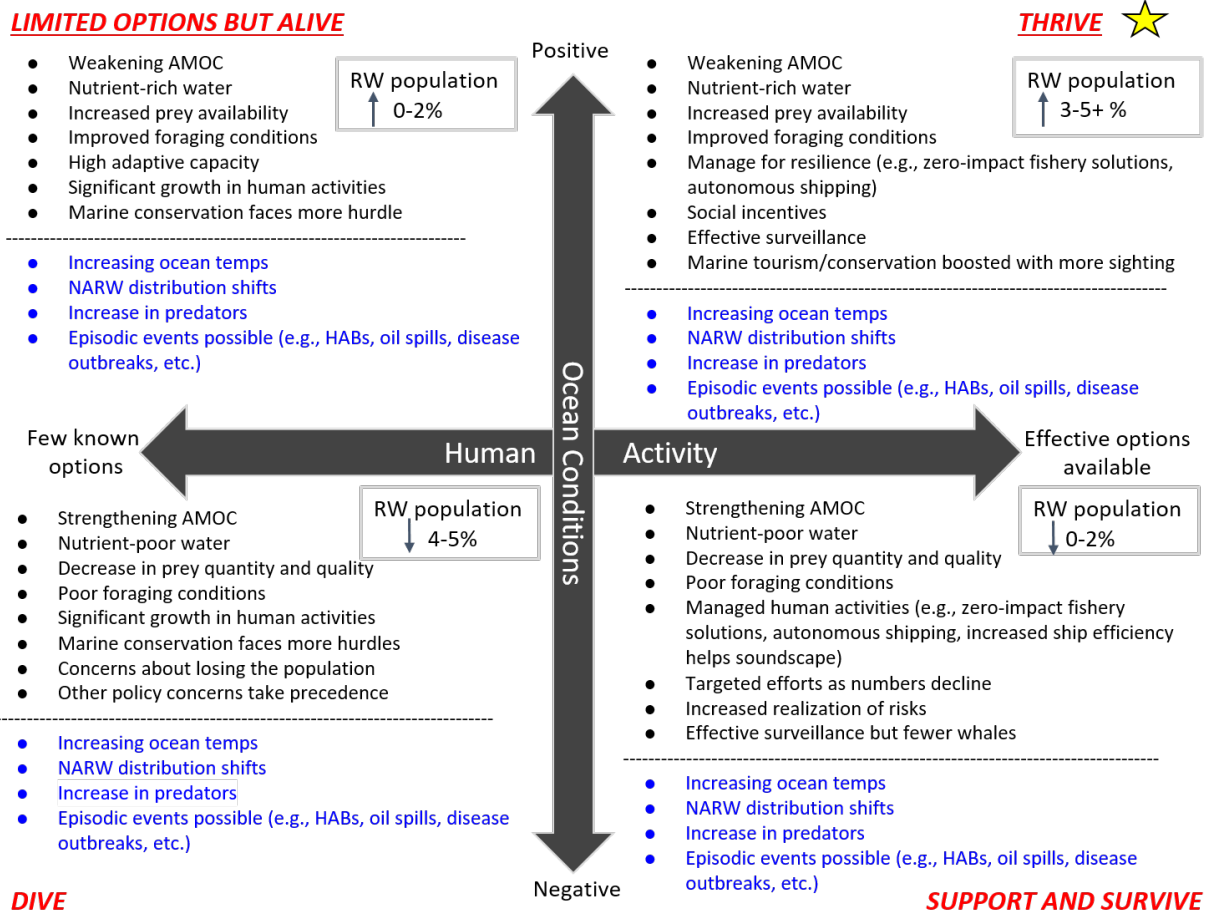 LIMITED OPTIONS BUT ALIVE
● Weakening AMOC
● Nutrient-rich water
● Increased prey availability
● Improved foraging conditions
● High adaptive capacity
● Significant growth in human activities
● Marine conservation faces more hurdle
RW population
↑ 0-2%
--------------------------------------------------------------------
● Increasing ocean temps
● NARW distribution shifts
● Increase in predators
● Episodic events possible (e.g., HABs, oil spills, disease
outbreaks, etc.)
Positive
THRIVE
● Weakening AMOC
● Nutrient-rich water
● Increased prey availability
● Improved foraging conditions
● Manage for resilience (e.g., zero-impact fishery solutions,
autonomous shipping)
● Social incentives
● Effective surveillance
● Marine tourism/conservation boosted with more sighting
RW population
↑ 3-5+ %
--------------------------------------------------------------------
● Increasing ocean temps
● NARW distribution shifts
● Increase in predators
● Episodic events possible (e.g., HABs, oil spills, disease
outbreaks, etc.)
Few known
options
Human Activity
Ocean Conditions
Effective options
available
● Strengthening AMOC
● Nutrient-poor water
● Decrease in prey quantity and quality
● Poor foraging conditions
● Significant growth in human activities
● Marine conservation faces more hurdles
● Concerns about losing the population
● Other policy concerns take precedence
RW population
↓ 4-5%
--------------------------------------------------------------------
● Increasing ocean temps
● NARW distribution shifts
● Increase in predators
● Episodic events possible (e.g., HABs, oil spills, disease
outbreaks, etc.)
DIVE
● Strengthening AMOC
● Nutrient-poor water
● Decrease in prey quantity and quality
● Poor foraging conditions
● Managed human activities (e.g., zero-impact fishery
solutions, autonomous shipping, increased ship efficiency
helps soundscape)
● Targeted efforts as numbers decline
● Increased realization of risks
● Effective surveillance but fewer whales
RW population
↓ 0-2%
--------------------------------------------------------------------
● Increasing ocean temps
● NARW distribution shifts
● Increase in predators
● Episodic events possible (e.g., HABs, oil spills, disease
outbreaks, etc.)
Negative
SUPPORT AND SURVIVE